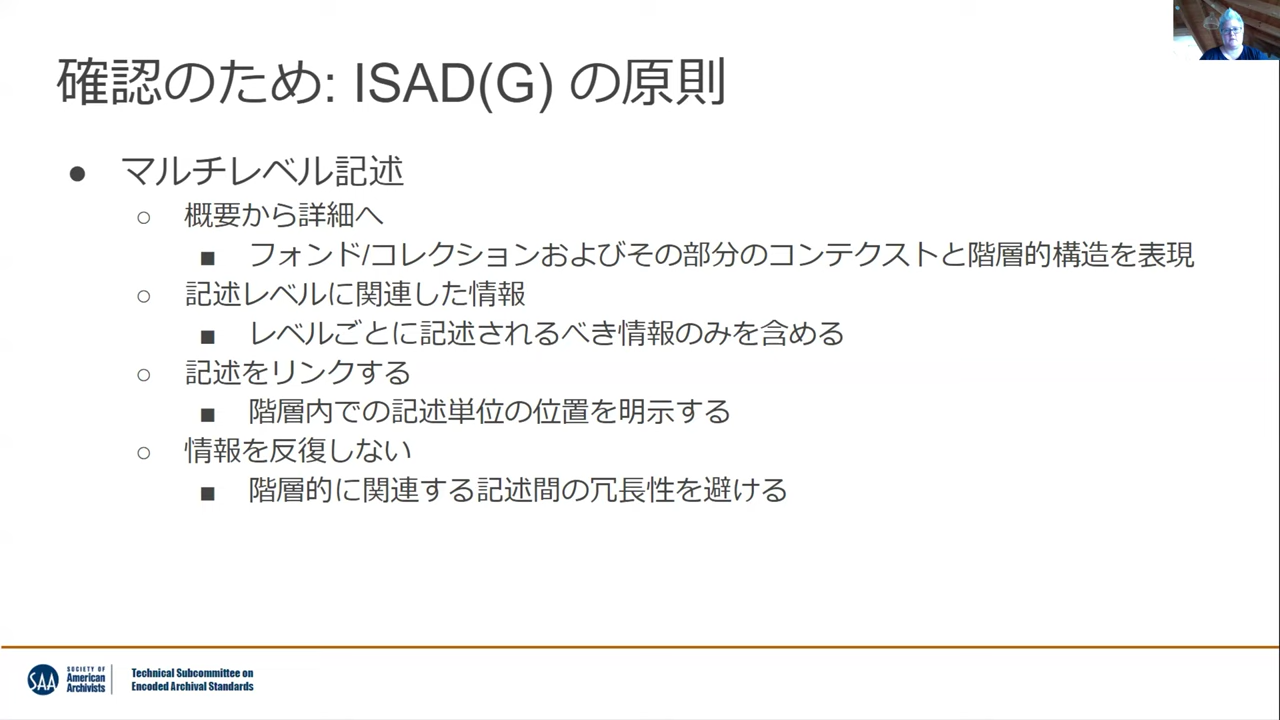 確認のため: ISAD(G) の原則
● マルチレベル記述
○ 概要から詳細へ
■ フォンド/コレクションおよびその部分のコンテクストと階層的構造を表現
○ 記述レベルに関連した情報
■ レベルごとに記述されるべき情報のみを含める
○ 記述をリンクする
■ 階層内での記述単位の位置を明示する
○ 情報を反復しない
■ 階層的に関連する記述間の冗長性を避ける
SAA
SOCIETY OF
American
Archivists
Technical Subcommittee on
Encoded Archival Standards